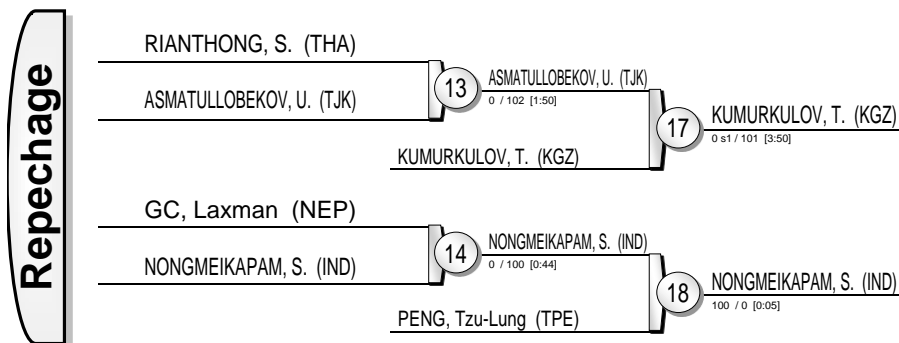 Repechage
RIANTHONG, S. (THA)
ASMATULLOBEKOV, U. (TJK)
13
ASMATULLOBEKOV, U. (TJK)
0 / 102 [1:50]
KUMURKULOV, T. (KGZ)
17
KUMURKULOV, T. (KGZ)
0 s1 / 101 [3:50]
GC, Laxman (NEP)
NONGMEIKAPAM, S. (IND)
14
NONGMEIKAPAM, S. (IND)
0 / 100 [0:44]
PENG, Tzu-Lung (TPE)
18
NONGMEIKAPAM, S. (IND)
100 / 0 [0:05]